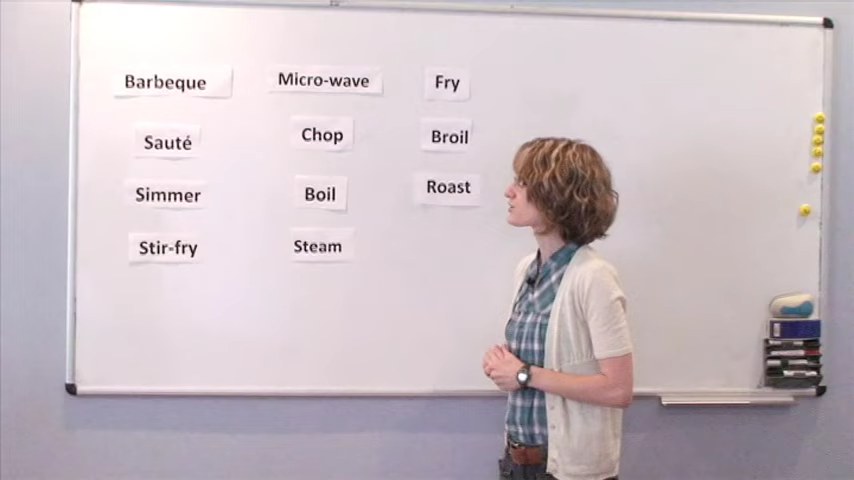 Barbeque
Micro-wave
Fry
Sauté
Chop
Broil
Simmer
Boil
Roast
Stir-fry
Steam